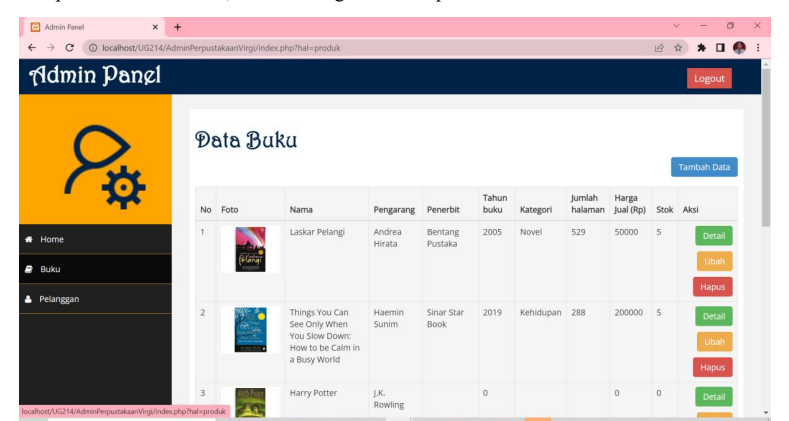 Admin Panel
localhost/UG214/AdminPerpustakaanVirgi/index.php?hal=produk
Admin Panel
Logout
Data Buku
Tambah Data
No Foto Nama Pengarang Penerbit Tahun buku Kategori Jumlah halaman Harga Jual (Rp) Stok Aksi
Home
Buku
Pelanggan
1 Laskar Pelangi Andrea Hirata Bentang Pustaka 2005 Novel 529 50000 5 Detail
Ubah
Hapus
2 Things You Can See Only When You Slow Down: How to be Calm in a Busy World Haemin Sunim Sinar Star Book 2019 Kehidupan 288 200000 5 Detail
Ubah
Hapus
3 Harry Potter J.K. Rowling 0 0 0 Detail
localhost/UG214/AdminPerpustakaanVirgi/index.php?hal=produk